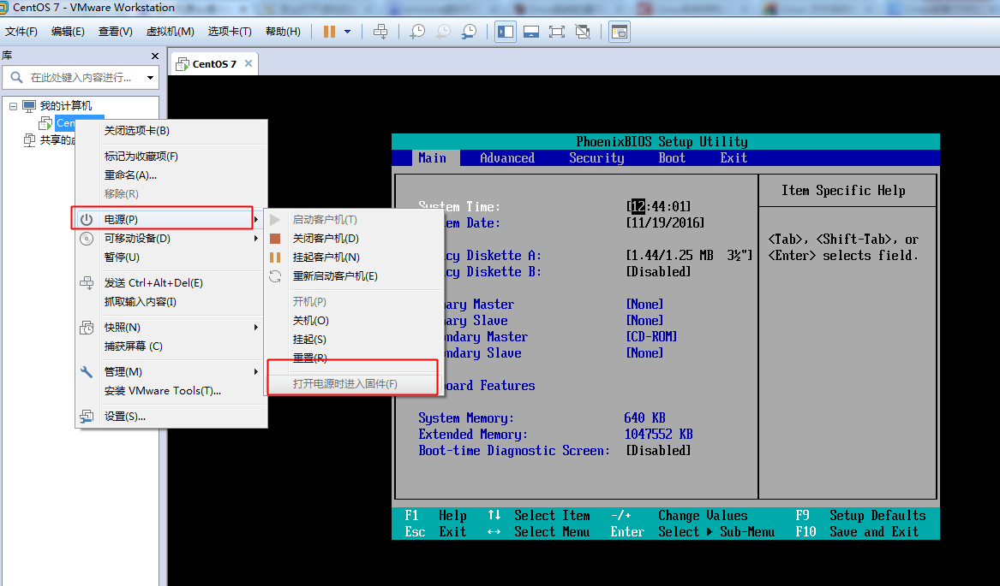 CentOS 7 - VMware Workstation
文件(F) 编辑(E) 查看(V) 虚拟机(M) 选项卡(T) 帮助(H)
库
在此处键入内容进行...
CentOS 7
我的计算机
Cen
共享的虚
关闭选项卡(B)
标记为收藏项(F)
重命名(A)...
移除(R)
电源(P)
可移动设备(D)
暂停(U)
发送 Ctrl+Alt+Del(E)
抓取输入内容(I)
快照(N)
捕获屏幕 (C)
管理(M)
安装 VMware Tools(T)...
设置(S)...
启动客户机(T)
关闭客户机(D)
挂起客户机(N)
重新启动客户机(E)
开机(P)
关机(O)
挂起(S)
重置(R)
打开电源时进入固件(F)
PhoenixBIOS Setup Utility
Main Advanced Security Boot Exit
System Time: [12:44:01]
em Date: [11/19/2016]
cy Diskette A: [1.44/1.25 MB 3½"]
cy Diskette B: [Disabled]
ary Master [None]
ary Slave [None]
ndary Master [CD-ROM]
ndary Slave [None]
oard Features
System Memory: 640 KB
Extended Memory: 1047552 KB
Boot-time Diagnostic Screen: [Disabled]
Item Specific Help
<Tab>, <Shift-Tab>, or
<Enter> selects field.
F1 Help ↑↓ Select Item -/+ Change Values F9 Setup Defaults
Esc Exit ↔ Select Menu Enter Select ▶ Sub-Menu F10 Save and Exit